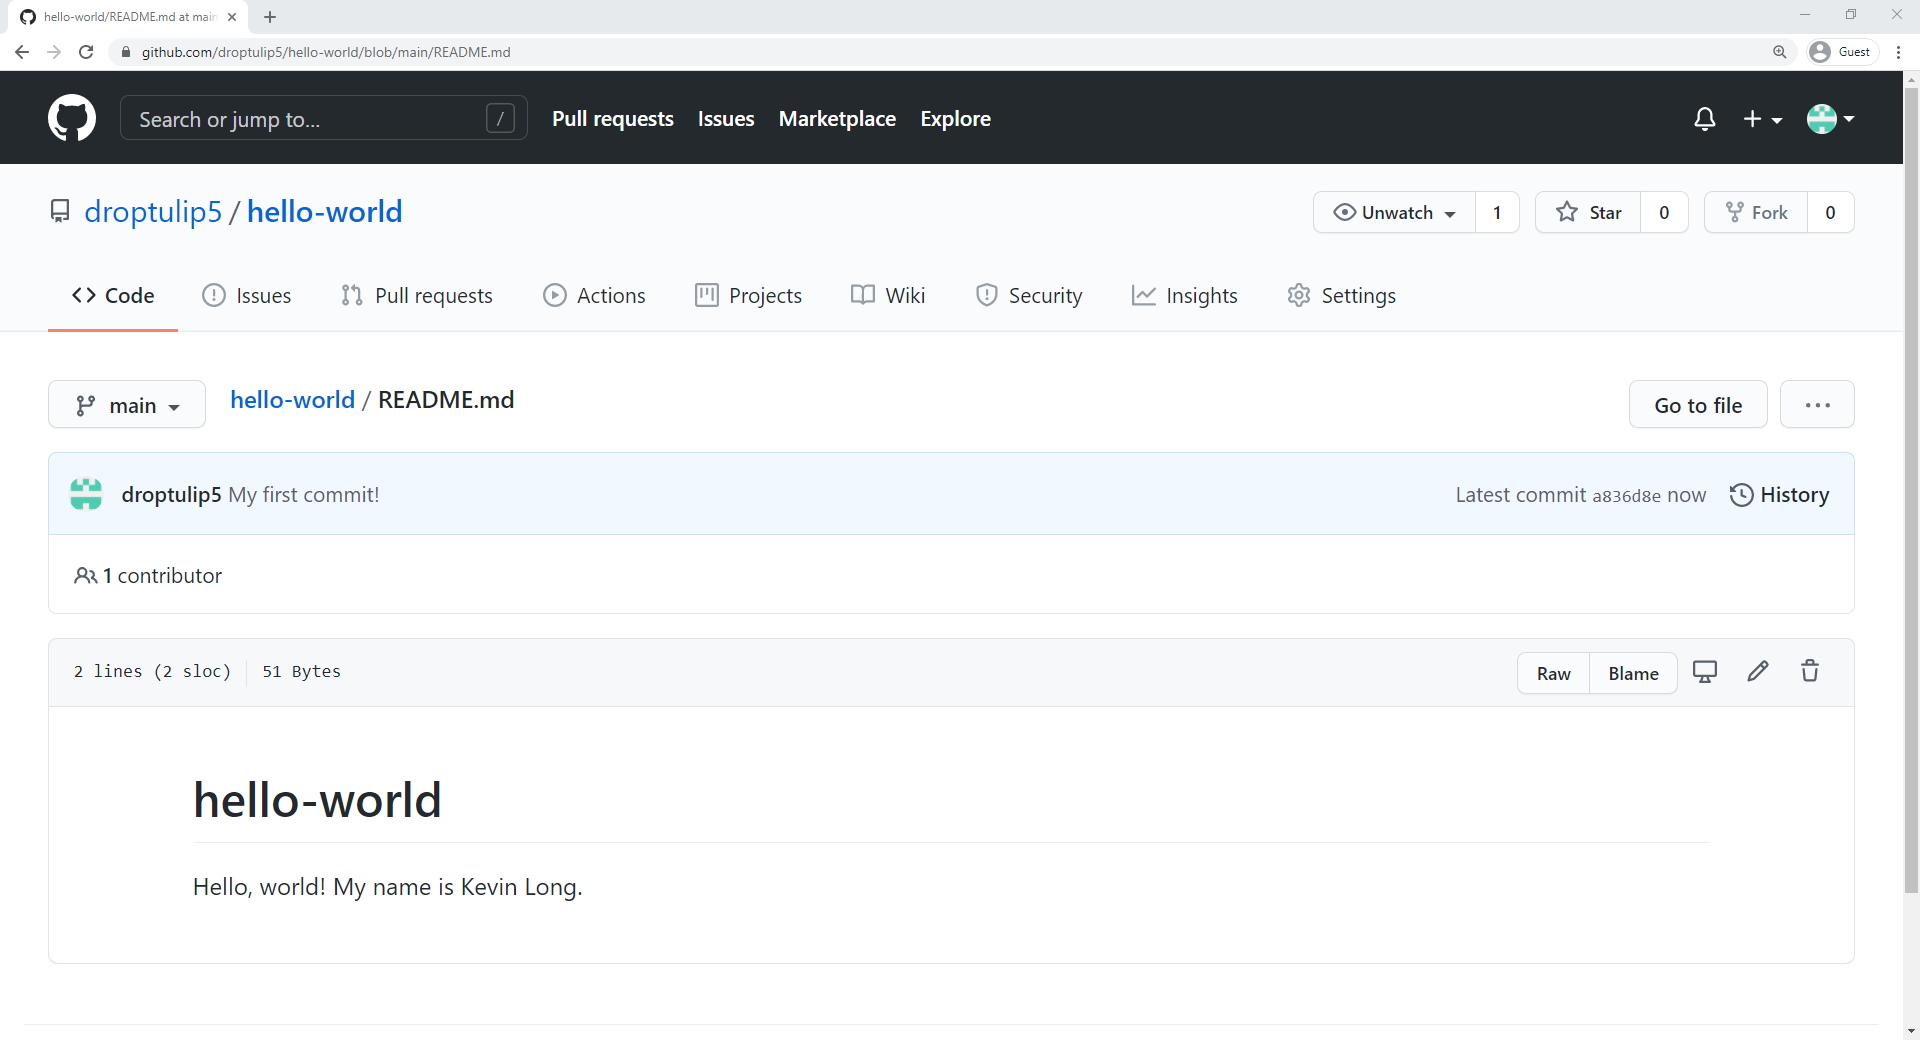 hello-world/README.md at main
github.com/droptulip5/hello-world/blob/main/README.md
Guest
Search or jump to...
/
Pull requests
Issues
Marketplace
Explore
droptulip5 / hello-world
Unwatch 1
Star 0
Fork 0
Code
Issues
Pull requests
Actions
Projects
Wiki
Security
Insights
Settings
main
hello-world / README.md
Go to file
droptulip5 My first commit!
Latest commit a836d8e now
History
1 contributor
2 lines (2 sloc)
51 Bytes
Raw
Blame
hello-world
Hello, world! My name is Kevin Long.